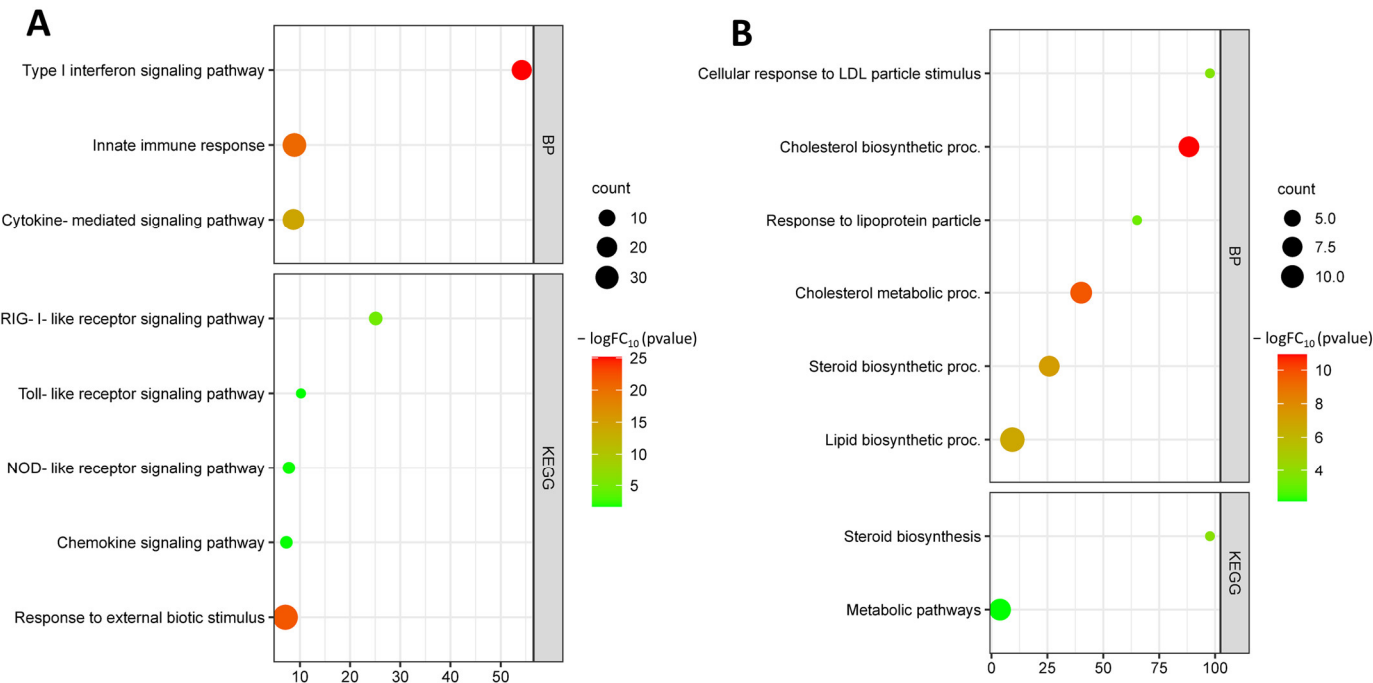 A
Type I interferon signaling pathway
Innate immune response
Cytokine- mediated signaling pathway
BP
RIG- I- like receptor signaling pathway
Toll- like receptor signaling pathway
NOD- like receptor signaling pathway
Chemokine signaling pathway
Response to external biotic stimulus
KEGG
10 20 30 40 50
count
10
20
30
− logFC10 (pvalue)
25
20
15
10
5
B
Cellular response to LDL particle stimulus
Cholesterol biosynthetic proc.
Response to lipoprotein particle
Cholesterol metabolic proc.
Steroid biosynthetic proc.
Lipid biosynthetic proc.
BP
Steroid biosynthesis
Metabolic pathways
KEGG
0 25 50 75 100
count
5.0
7.5
10.0
− logFC10 (pvalue)
10
8
6
4